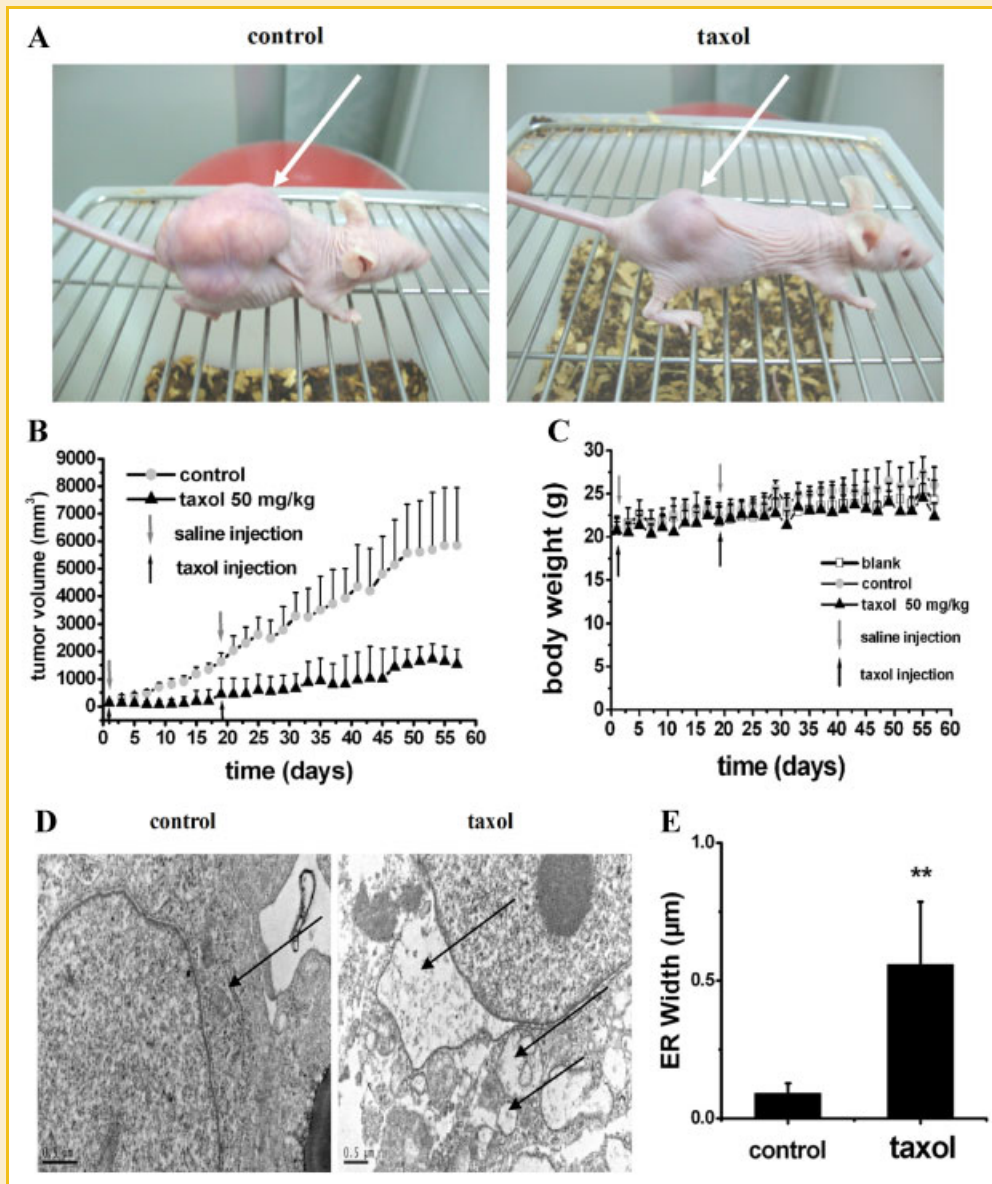 A
control
taxol
B
9000
8000
7000
6000
5000
4000
3000
2000
1000
0
tumor volume (mm³)
control
taxol 50 mg/kg
saline injection
taxol injection
0 5 10 15 20 25 30 35 40 45 50 55 60
time (days)
C
30
25
20
15
10
5
0
body weight (g)
blank
control
taxol 50 mg/kg
saline injection
taxol injection
0 5 10 15 20 25 30 35 40 45 50 55 60
time (days)
D
control
taxol
0.5 μm
0.5 μm
E
1.0
0.5
0.0
ER Width (μm)
**
control
taxol